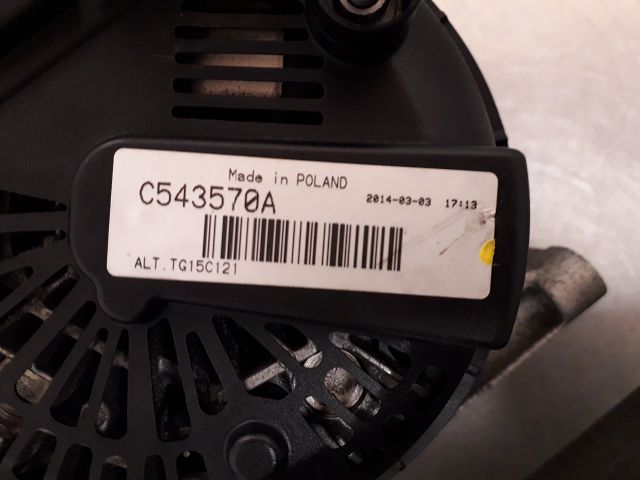 Made in POLAND
C543570A 2014-03-03 17:13
ALT.TG15C121